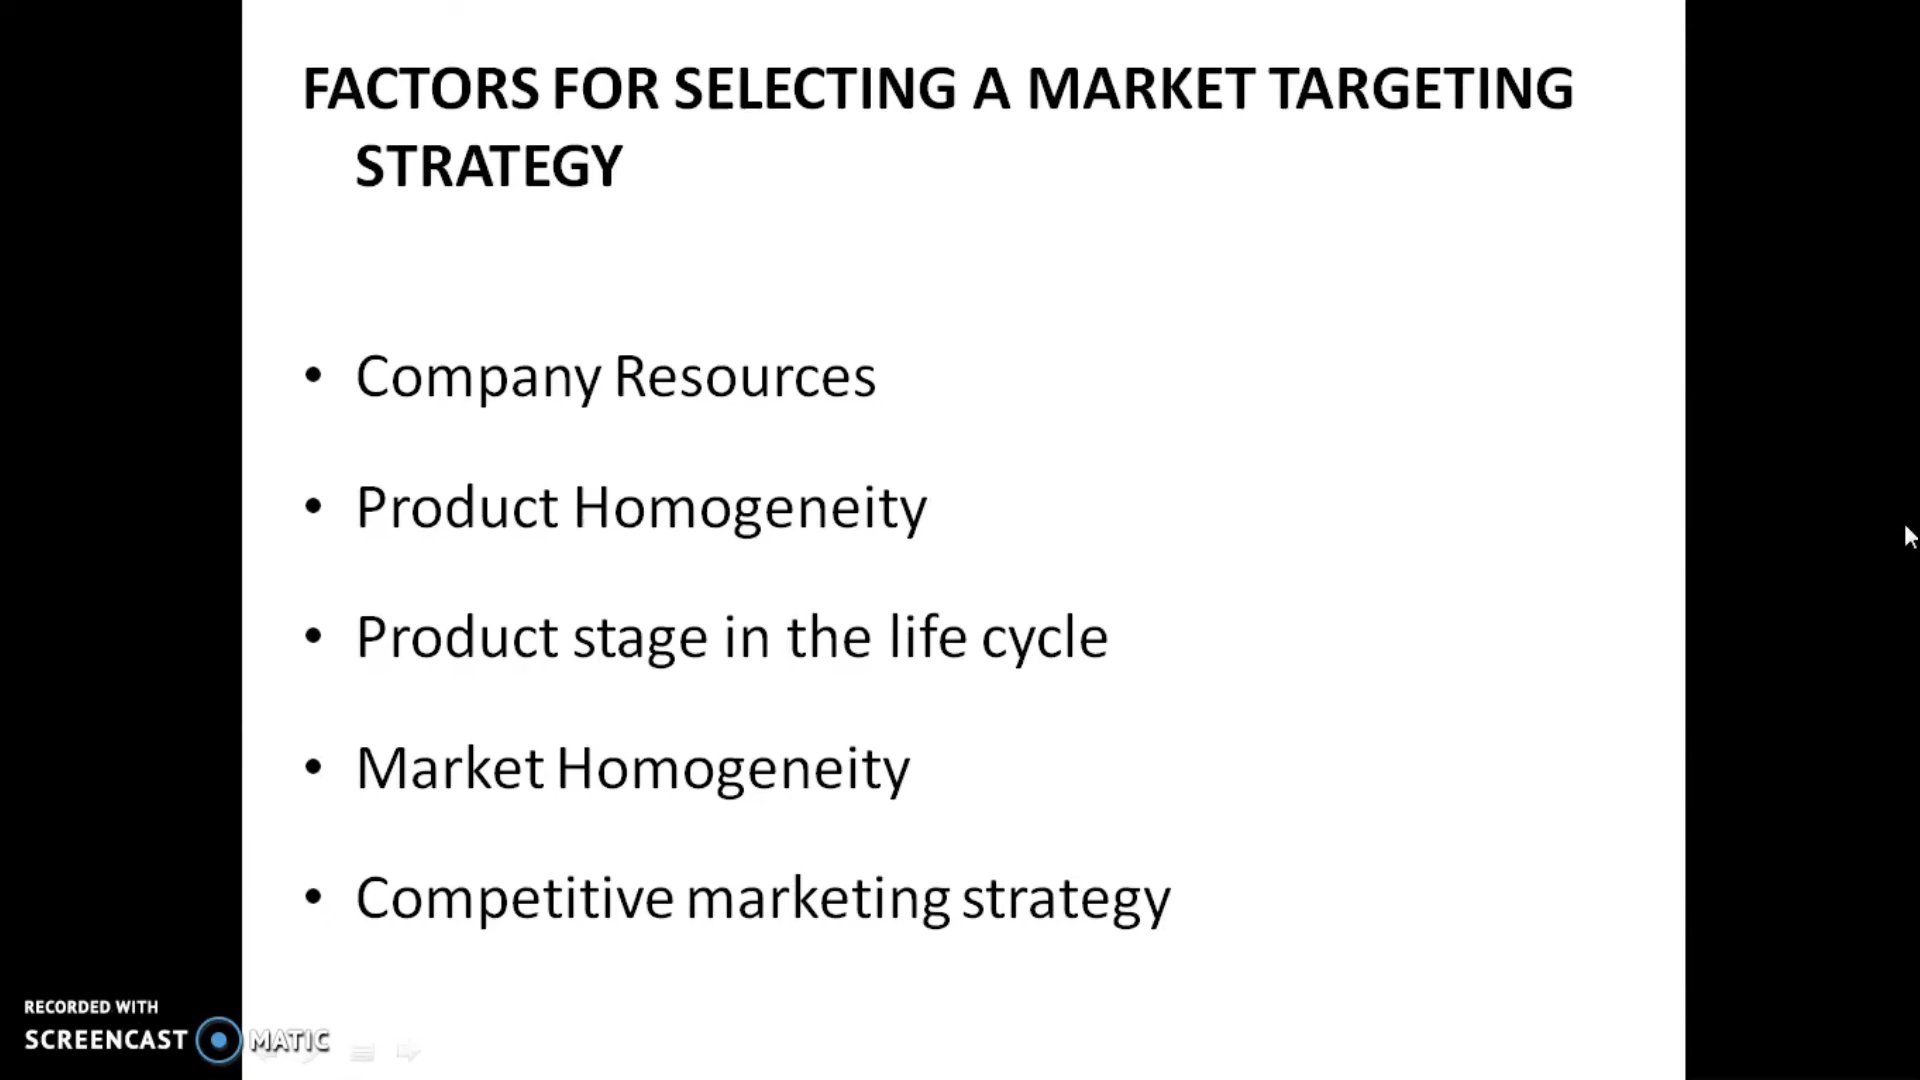 FACTORS FOR SELECTING A MARKET TARGETING
STRATEGY
• Company Resources
• Product Homogeneity
• Product stage in the life cycle
• Market Homogeneity
• Competitive marketing strategy
RECORDED WITH
SCREENCAST MATIC